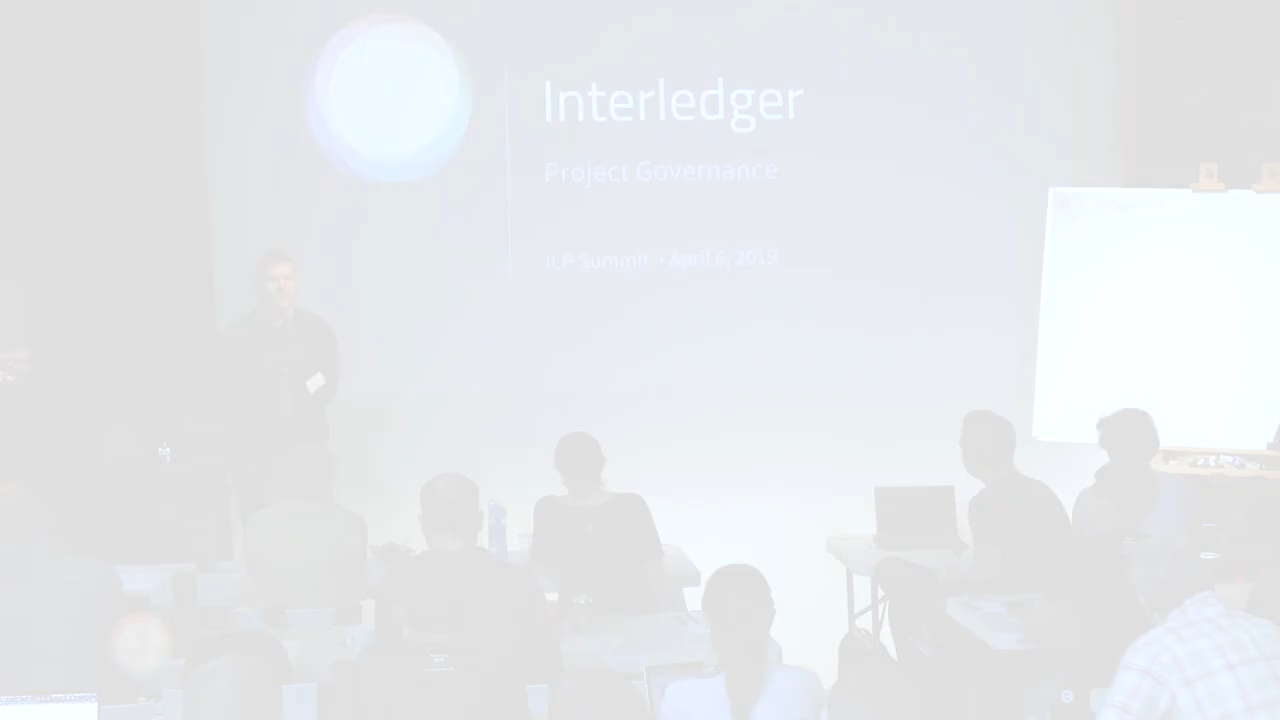 Interledger
Project Governance
ILP Summit • April 6, 2019